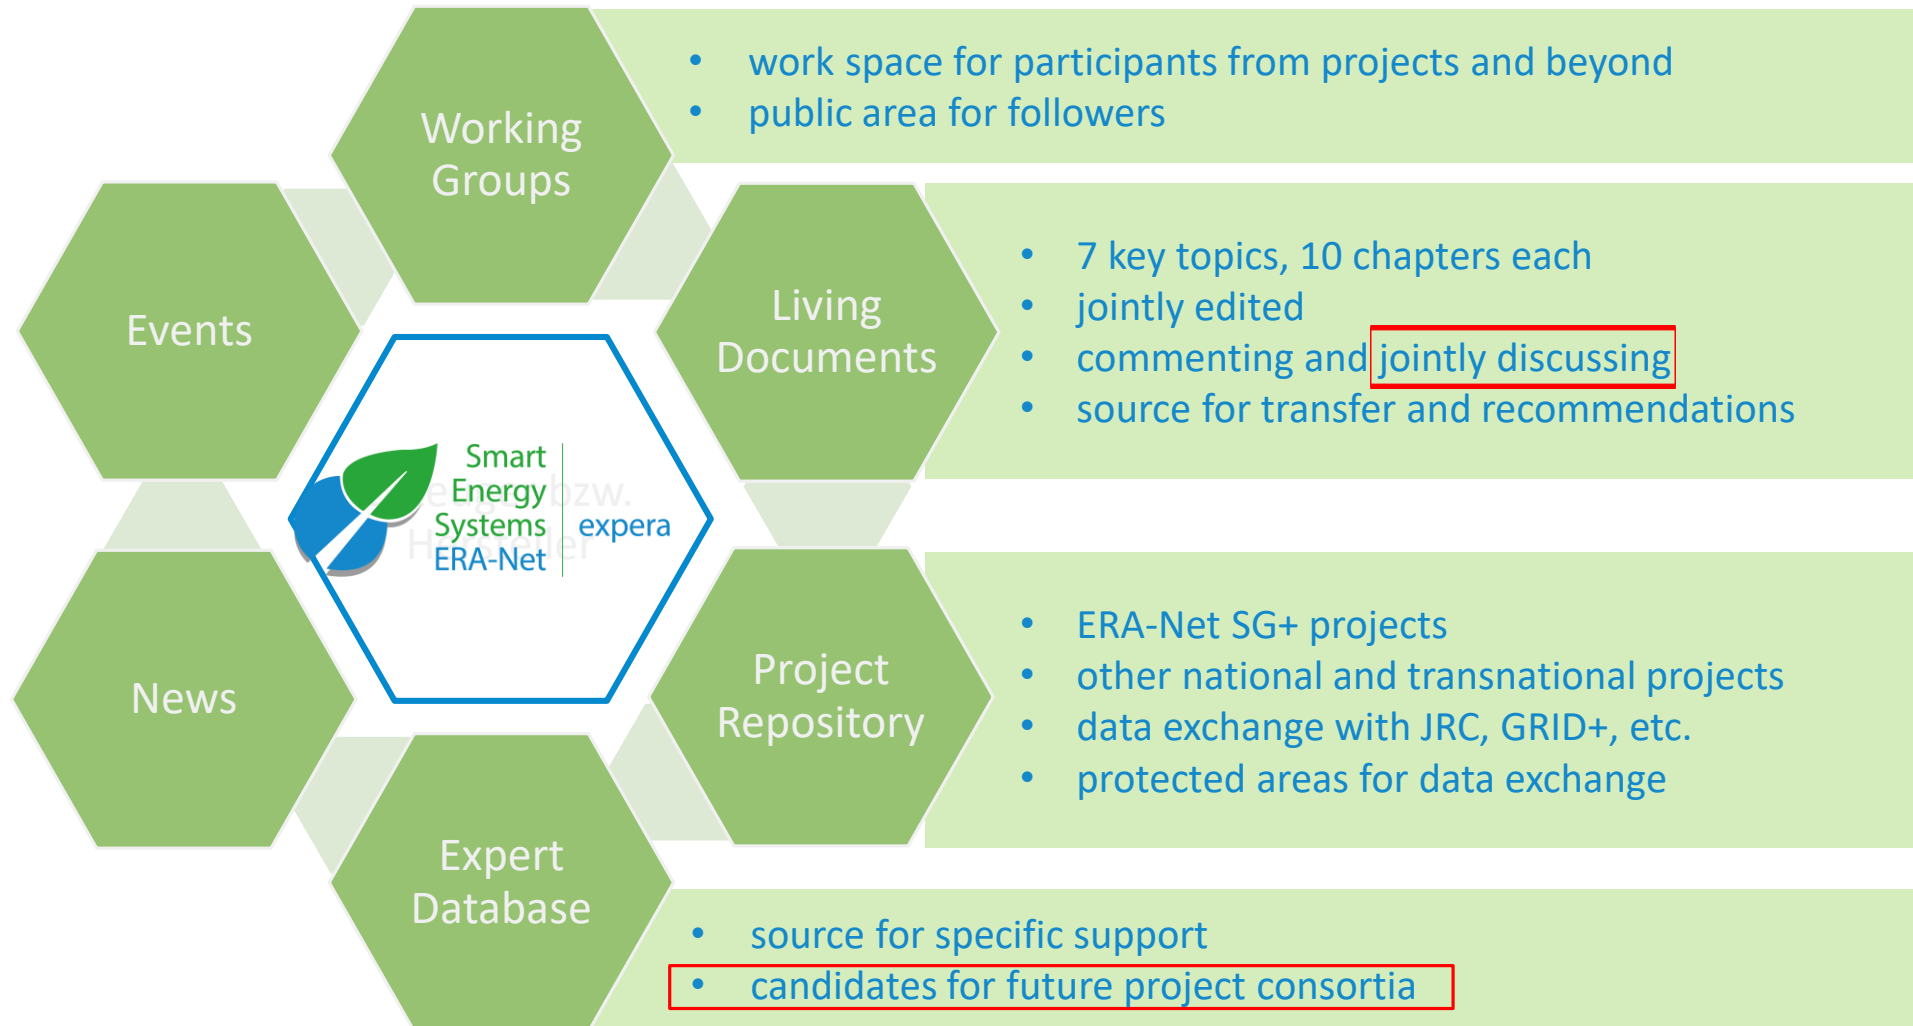 Working
Groups
• work space for participants from projects and beyond
• public area for followers
Events
Living
Documents
• 7 key topics, 10 chapters each
• jointly edited
• commenting and jointly discussing
• source for transfer and recommendations
Smart
Energy
Systems
ERA-Net
expera
bzw.
Hersteller
News
Project
Repository
• ERA-Net SG+ projects
• other national and transnational projects
• data exchange with JRC, GRID+, etc.
• protected areas for data exchange
Expert
Database
• source for specific support
• candidates for future project consortia